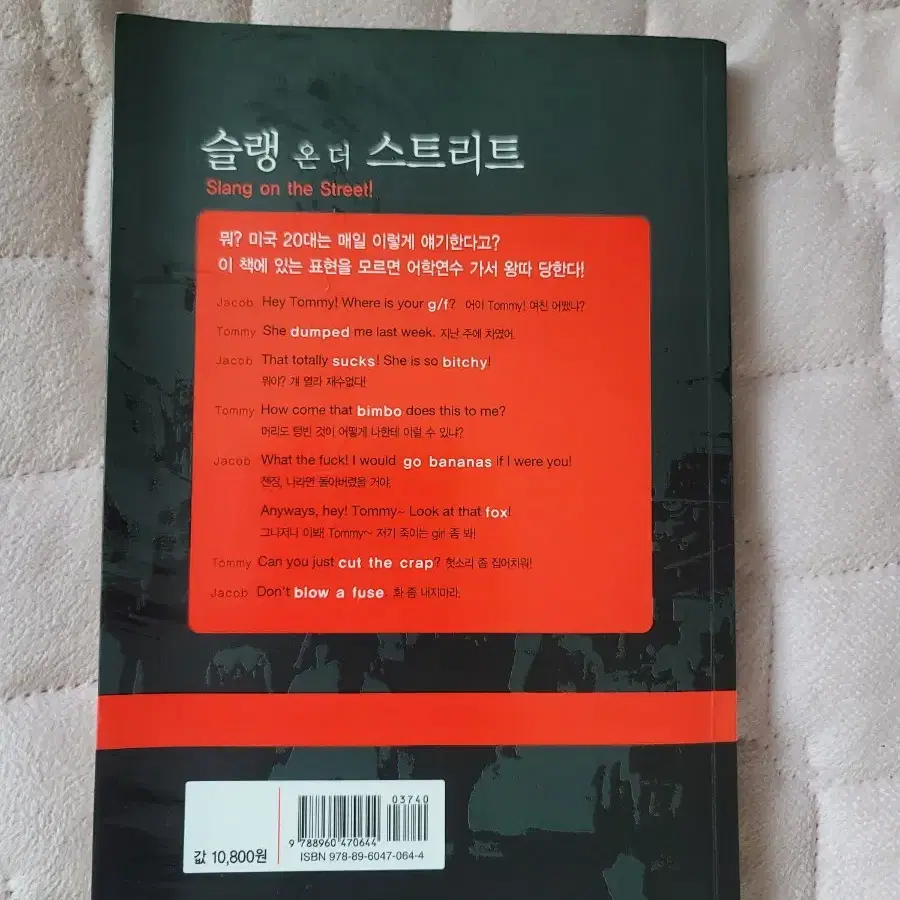 슬랭 온 더 스트리트
Slang on the Street!
뭐? 미국 20대는 매일 이렇게 얘기한다고?
이 책에 있는 표현을 모르면 어학연수 가서 왕따 당한다!
Jacob Hey Tommy! Where is your g/f? 어이 Tommy! 여친 어쨌냐?
Tommy She dumped me last week. 지난 주에 차였어.
Jacob That totally sucks! She is so bitchy!
뭐야? 걔 열라 재수없다!
Tommy How come that bimbo does this to me?
머리도 텅빈 것이 어떻게 나한테 이럴 수 있냐?
Jacob What the fuck! I would go bananas if I were you!
젠장, 나라면 돌아버렸을 거야.
Anyways, hey! Tommy~ Look at that fox!
그나저나 이봐! Tommy~ 저기 죽이는 girl 좀 봐!
Tommy Can you just cut the crap? 헛소리 좀 집어치워!
Jacob Don't blow a fuse. 화 좀 내지마라.
값 10,800원
03740
9 788960 470644
ISBN 978-89-6047-064-4